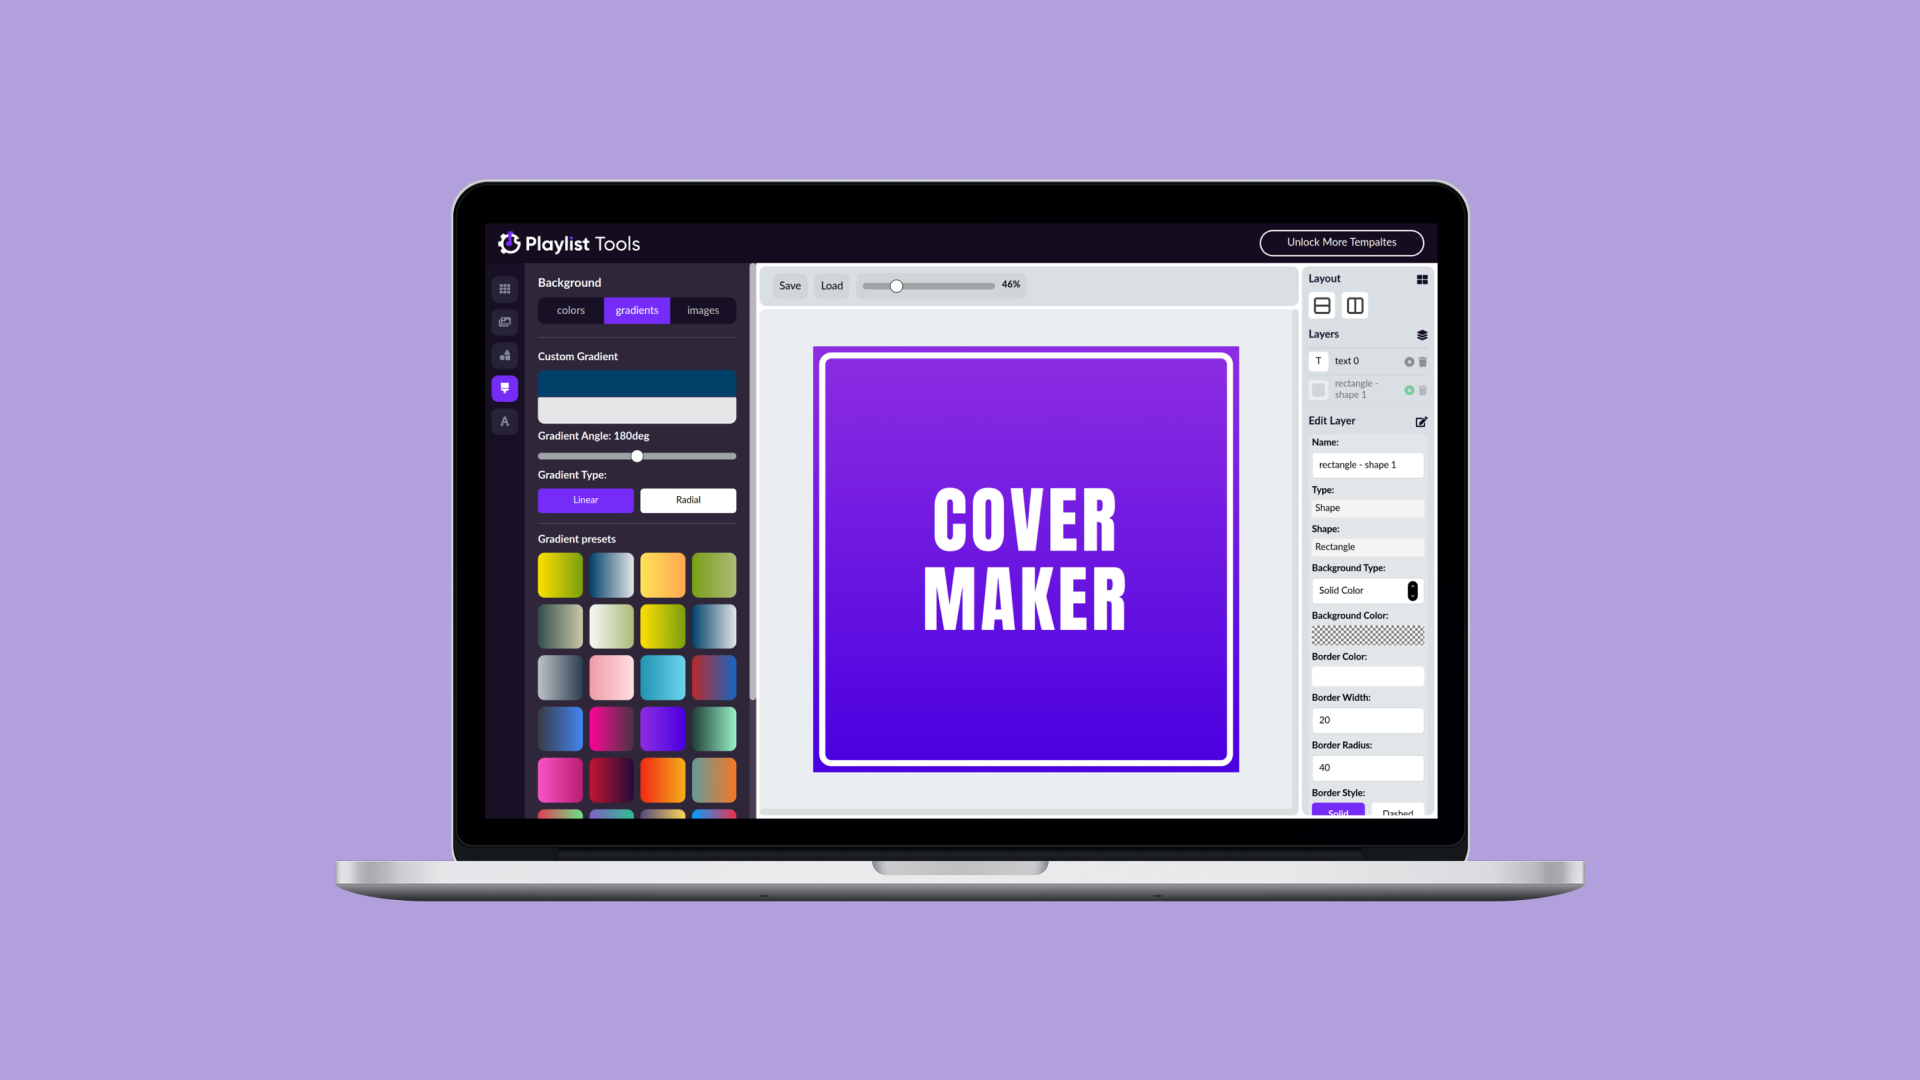 Playlist Tools
Unlock More Tempaltes
Background
colors
gradients
images
Custom Gradient
Gradient Angle: 180deg
Gradient Type:
Linear
Radial
Gradient presets
A
Save
Load
46%
COVER
MAKER
Layout
Layers
T
text 0
rectangle -
shape 1
Edit Layer
Name:
rectangle - shape 1
Type:
Shape
Shape:
Rectangle
Background Type:
Solid Color
Background Color:
Border Color:
Border Width:
20
Border Radius:
40
Border Style:
Solid
Dashed